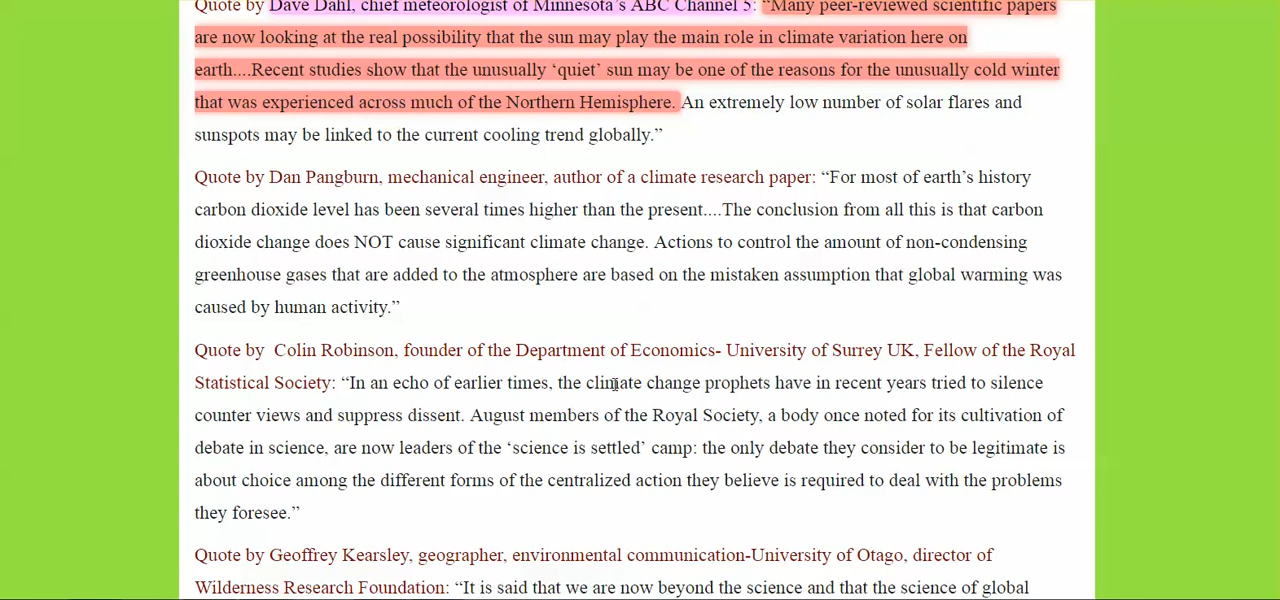 Quote by Dave Dahl, chief meteorologist of Minnesota's ABC Channel 5: “Many peer-reviewed scientific papers
are now looking at the real possibility that the sun may play the main role in climate variation here on
earth....Recent studies show that the unusually ‘quiet’ sun may be one of the reasons for the unusually cold winter
that was experienced across much of the Northern Hemisphere. An extremely low number of solar flares and
sunspots may be linked to the current cooling trend globally.”
Quote by Dan Pangburn, mechanical engineer, author of a climate research paper: “For most of earth’s history
carbon dioxide level has been several times higher than the present....The conclusion from all this is that carbon
dioxide change does NOT cause significant climate change. Actions to control the amount of non-condensing
greenhouse gases that are added to the atmosphere are based on the mistaken assumption that global warming was
caused by human activity.”
Quote by  Colin Robinson, founder of the Department of Economics- University of Surrey UK, Fellow of the Royal
Statistical Society: “In an echo of earlier times, the climate change prophets have in recent years tried to silence
counter views and suppress dissent. August members of the Royal Society, a body once noted for its cultivation of
debate in science, are now leaders of the ‘science is settled’ camp: the only debate they consider to be legitimate is
about choice among the different forms of the centralized action they believe is required to deal with the problems
they foresee.”
Quote by Geoffrey Kearsley, geographer, environmental communication-University of Otago, director of
Wilderness Research Foundation: “It is said that we are now beyond the science and that the science of global